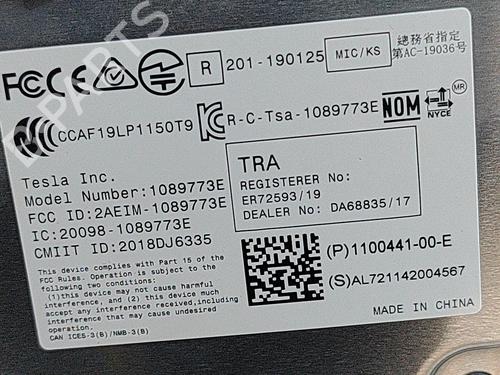 FCC CE R 201-190125 MIC/KS 總務省指定
第AC-19036号
CCC CCAF19LP1150T9 R-C-Tsa-1089773E NOM NYCE MR
Tesla Inc.
Model Number:1089773E
FCC ID:2AEIM-1089773E
IC:20098-1089773E
CMIIT ID:2018DJ6335
TRA
REGISTERER No:
ER72593/19
DEALER No: DA68835/17
This device complies with Part 15 of the
FCC Rules. Operation is subject to the
following two conditions:
(1) this device may not cause harmful
interference, and (2) this device must
accept any interference received,including
interference that may cause undesired
operation.
CAN ICES-3(B)/NMB-3(B)
(P)1100441-00-E
(S)AL721142004567
MADE IN CHINA
B-PARTS